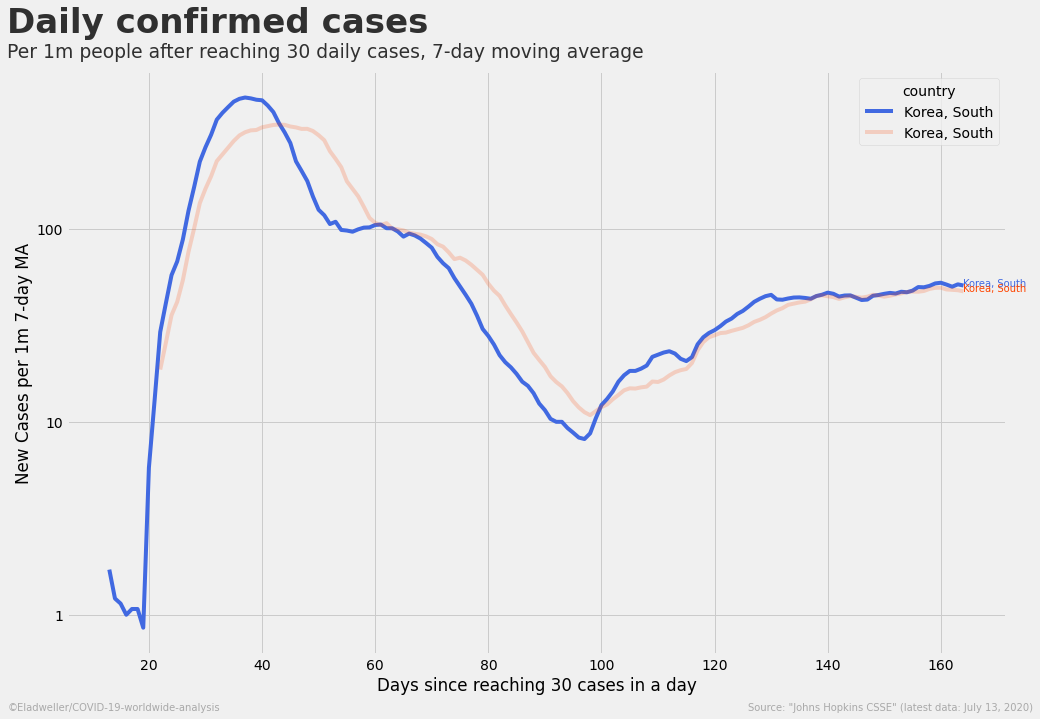 Daily confirmed cases
Per 1m people after reaching 30 daily cases, 7-day moving average
country
Korea, South
Korea, South
New Cases per 1m 7-day MA
100
10
1
Korea, South
Korea, South
20 40 60 80 100 120 140 160
Days since reaching 30 cases in a day
©Eladweller/COVID-19-worldwide-analysis
Source: "Johns Hopkins CSSE" (latest data: July 13, 2020)